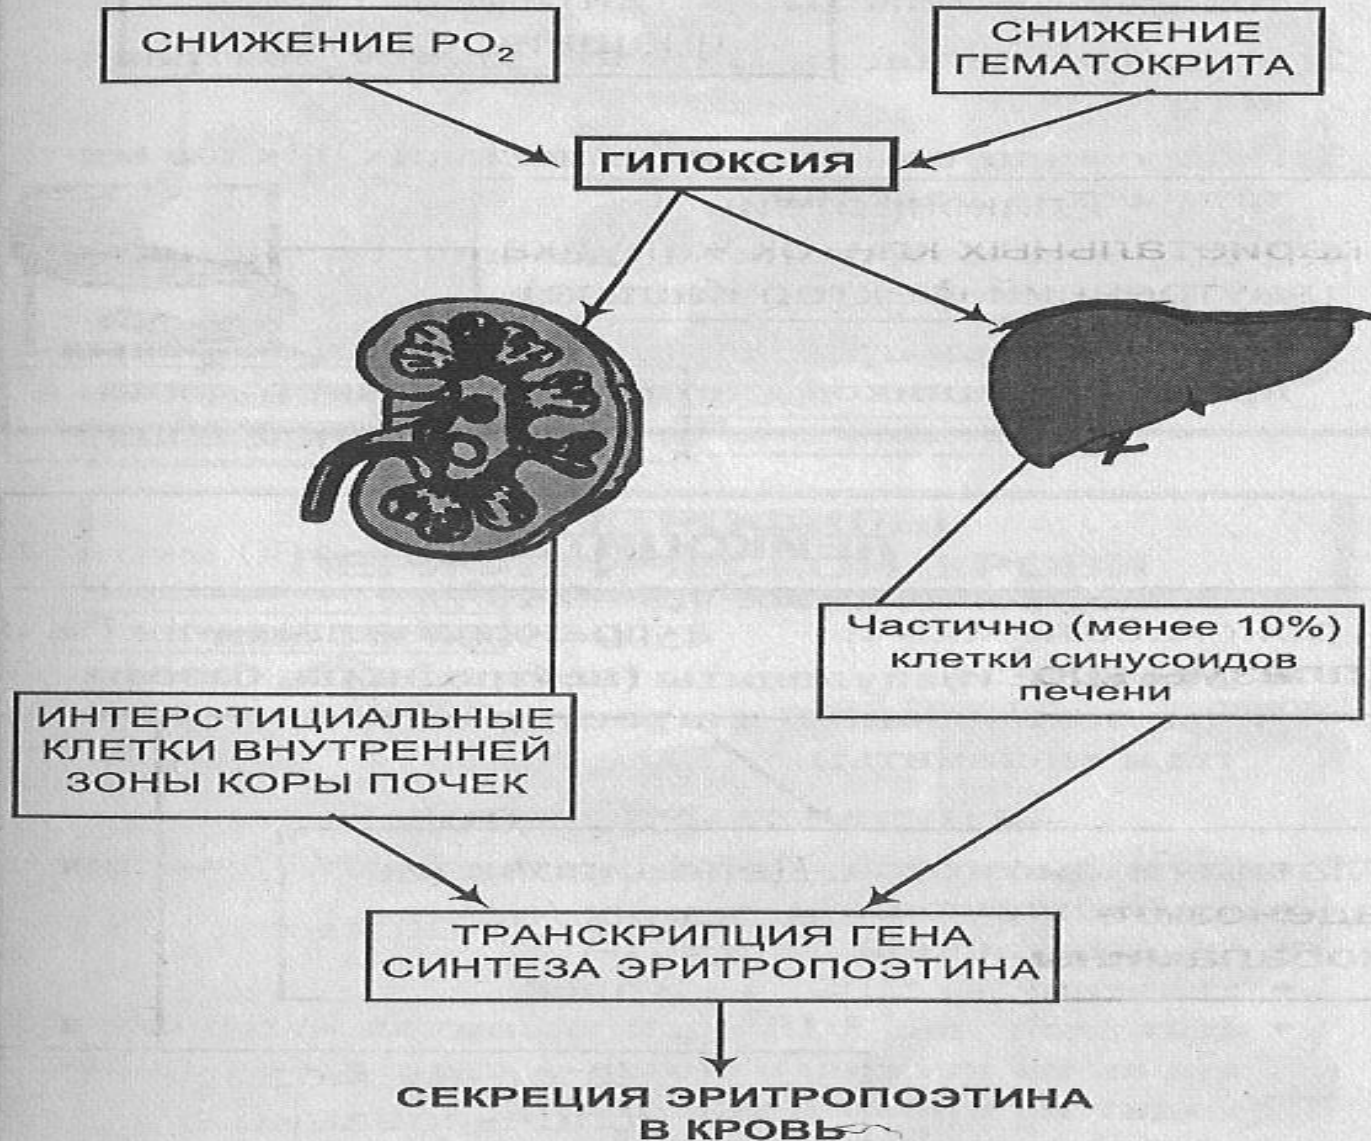 СНИЖЕНИЕ PO₂
СНИЖЕНИЕ
ГЕМАТОКРИТА
ГИПОКСИЯ
Частично (менее 10%)
клетки синусоидов
печени
ИНТЕРСТИЦИАЛЬНЫЕ
КЛЕТКИ ВНУТРЕННЕЙ
ЗОНЫ КОРЫ ПОЧЕК
ТРАНСКРИПЦИЯ ГЕНА
СИНТЕЗА ЭРИТРОПОЭТИНА
СЕКРЕЦИЯ ЭРИТРОПОЭТИНА
В КРОВЬ